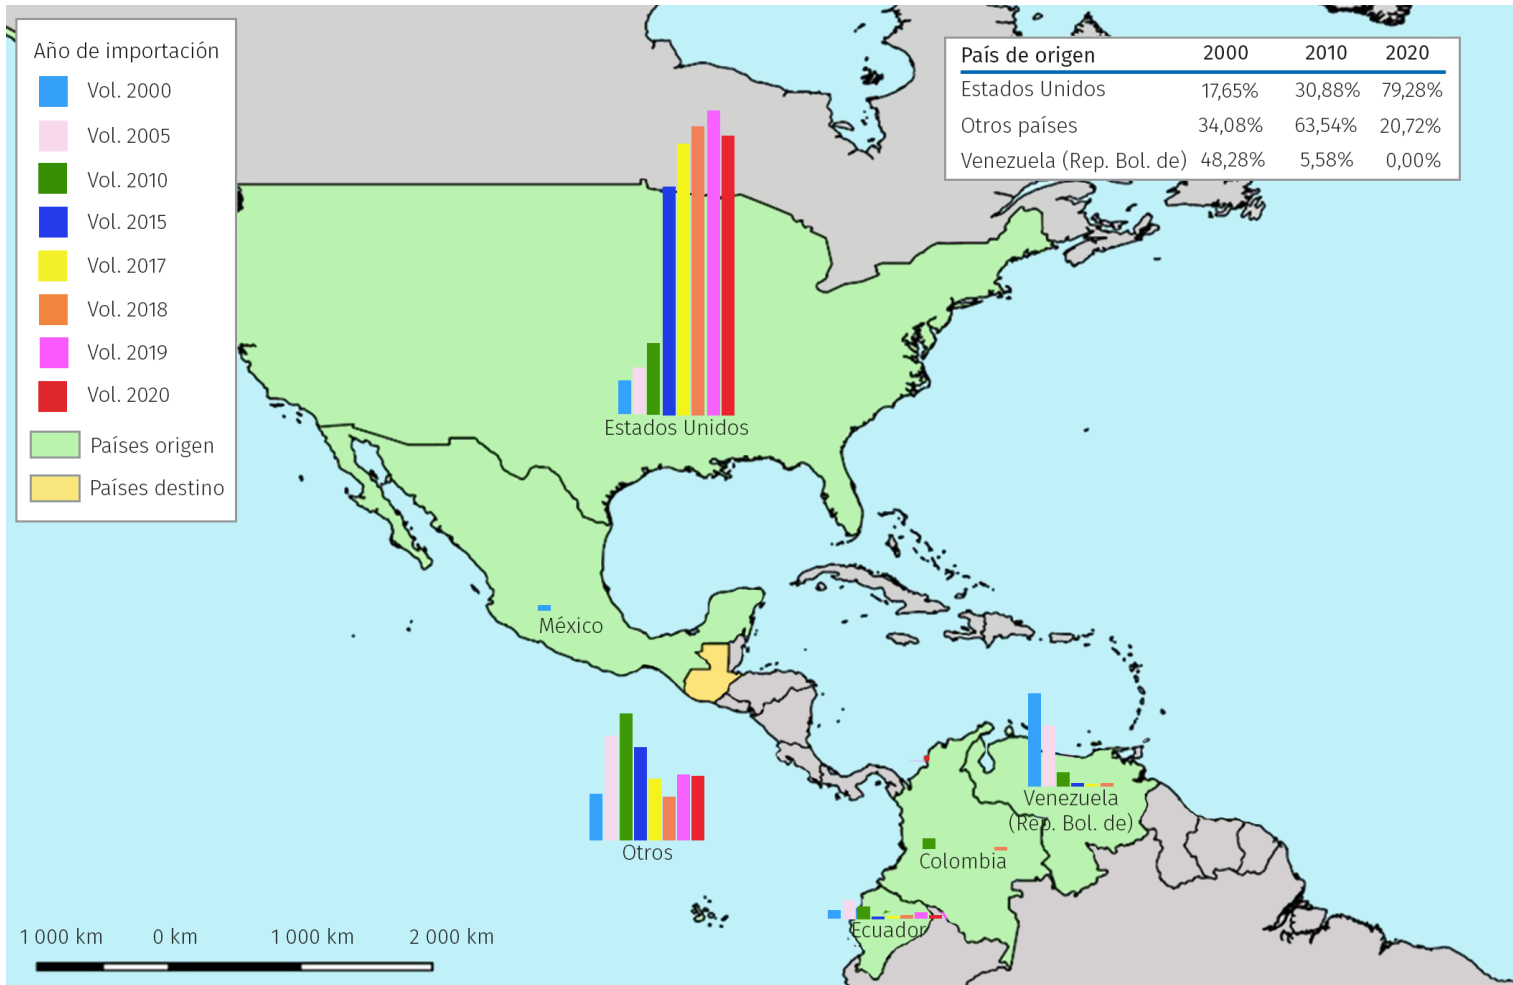 Año de importación
Vol. 2000
Vol. 2005
Vol. 2010
Vol. 2015
Vol. 2017
Vol. 2018
Vol. 2019
Vol. 2020
Países origen
Países destino
País de origen 2000 2010 2020
Estados Unidos 17,65% 30,88% 79,28%
Otros países 34,08% 63,54% 20,72%
Venezuela (Rep. Bol. de) 48,28% 5,58% 0,00%
Estados Unidos
México
Otros
Venezuela
(Rep. Bol. de)
Colombia
Ecuador
1 000 km 0 km 1 000 km 2 000 km